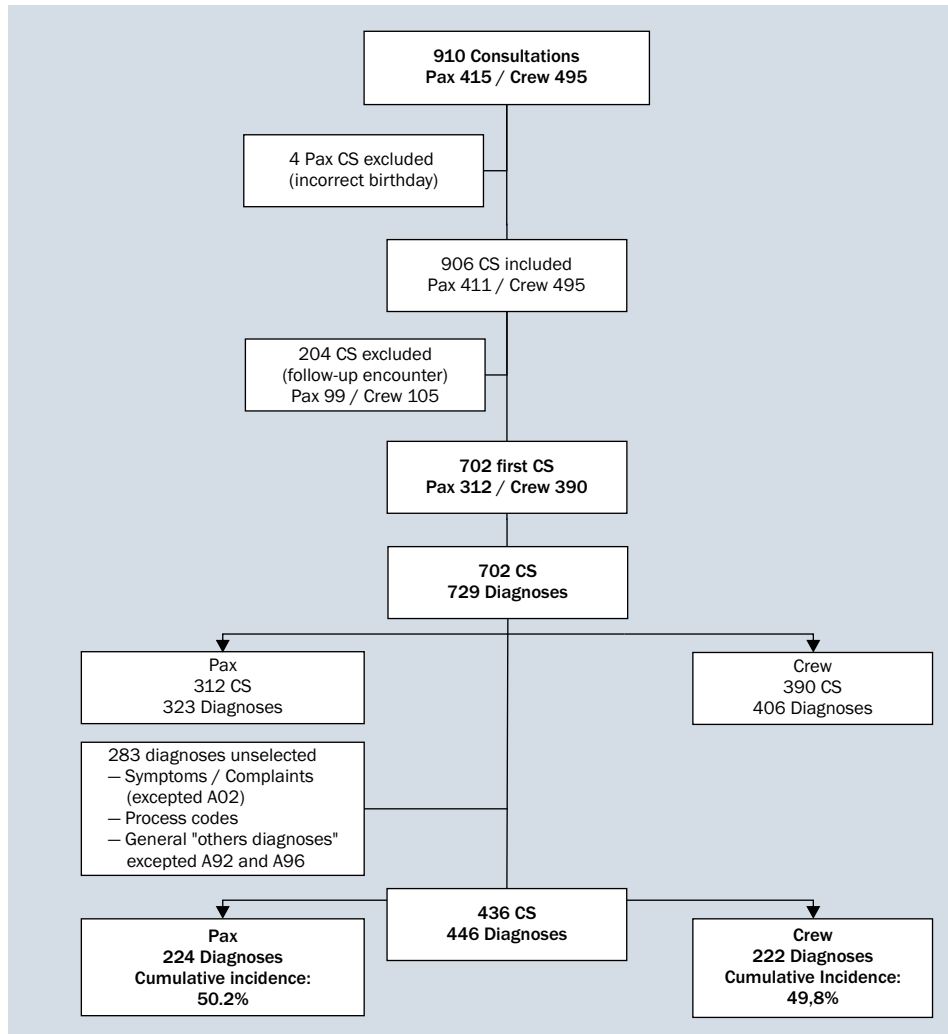 910 Consultations
Pax 415 / Crew 495
4 Pax CS excluded
(incorrect birthday)
906 CS included
Pax 411 / Crew 495
204 CS excluded
(follow-up encounter)
Pax 99 / Crew 105
702 first CS
Pax 312 / Crew 390
702 CS
729 Diagnoses
Pax
312 CS
323 Diagnoses
Crew
390 CS
406 Diagnoses
283 diagnoses unselected
— Symptoms / Complaints
(excepted A02)
— Process codes
— General "others diagnoses"
excepted A92 and A96
436 CS
446 Diagnoses
Pax
224 Diagnoses
Cumulative incidence:
50.2%
Crew
222 Diagnoses
Cumulative Incidence:
49,8%